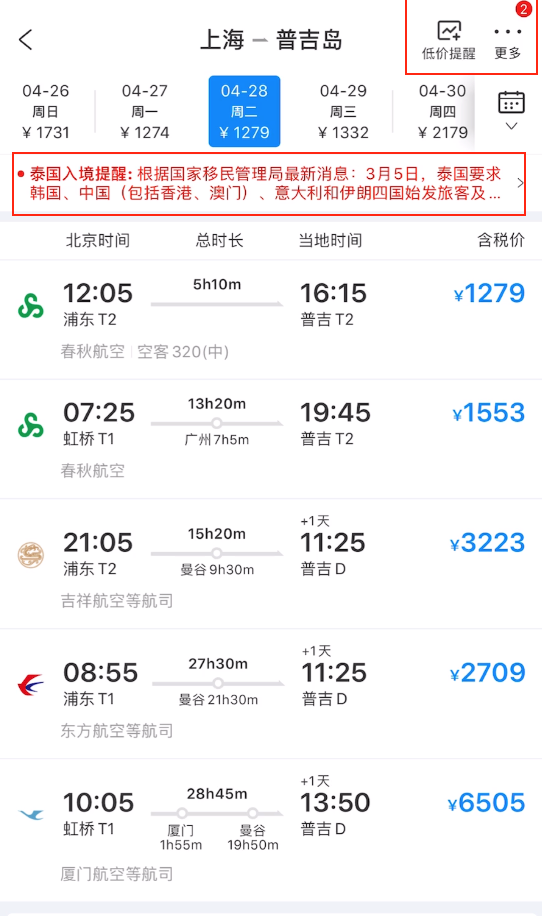 2
上海 — 普吉岛
低价提醒
更多
04-26 04-27 04-28 04-29 04-30
周日 周一 周二 周三 周四
¥ 1731 ¥ 1274 ¥ 1279 ¥ 1332 ¥ 2179
泰国入境提醒: 根据国家移民管理局最新消息：3月5日，泰国要求
韩国、中国（包括香港、澳门）、意大利和伊朗四国始发旅客及...
北京时间 总时长 当地时间 含税价
12:05 5h10m 16:15 ¥1279
浦东 T2 普吉 T2
春秋航空 空客320(中)
07:25 13h20m 19:45 ¥1553
虹桥 T1 广州 7h5m 普吉 T2
春秋航空
+1天
21:05 15h20m 11:25 ¥3223
浦东 T2 曼谷 9h30m 普吉 D
吉祥航空等航司
+1天
08:55 27h30m 11:25 ¥2709
浦东 T1 曼谷 21h30m 普吉 D
东方航空等航司
+1天
10:05 28h45m 13:50 ¥6505
虹桥 T1 厦门 曼谷 普吉 D
1h55m 19h50m
厦门航空等航司